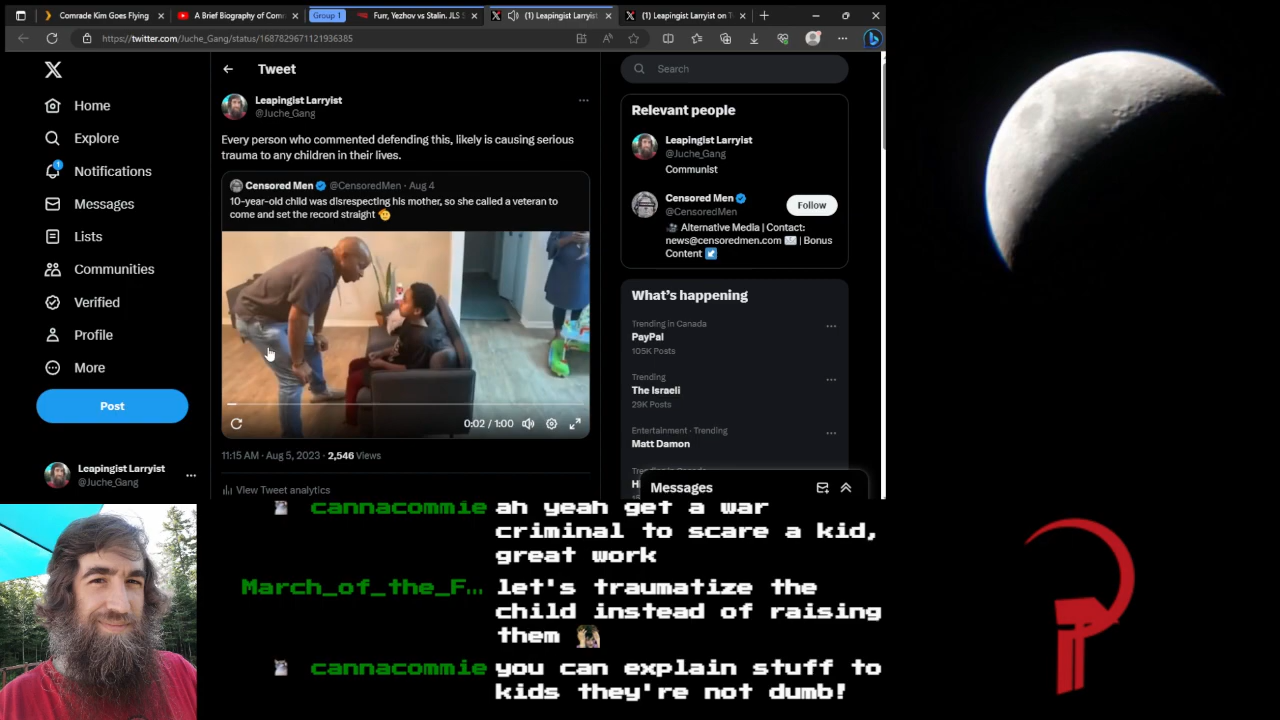 Comrade Kim Goes Flying
A Brief Biography of Com
Group 1
Furr, Yezhov vs Stalin. JLS
(1) Leapingist Larryist
(1) Leapingist Larryist on T
https://twitter.com/Juche_Gang/status/1687829671121936385
Home
Explore
1
Notifications
Messages
Lists
Communities
Verified
Profile
More
Post
Leapingist Larryist
@Juche_Gang
Tweet
Leapingist Larryist
@Juche_Gang
Every person who commented defending this, likely is causing serious
trauma to any children in their lives.
Censored Men @CensoredMen · Aug 4
10-year-old child was disrespecting his mother, so she called a veteran to
come and set the record straight
0:02 / 1:00
11:15 AM · Aug 5, 2023 · 2,546 Views
View Tweet analytics
Search
Relevant people
Leapingist Larryist
@Juche_Gang
Communist
Censored Men
@CensoredMen
Follow
Alternative Media | Contact:
news@censoredmen.com | Bonus
Content
What's happening
Trending in Canada
PayPal
105K Posts
Trending
The Israeli
29K Posts
Entertainment · Trending
Matt Damon
Messages
cannacommie ah yeah get a war
criminal to scare a kid,
great work
March_of_the_F... let's traumatize the
child instead of raising
them
cannacommie you can explain stuff to
kids they're not dumb!